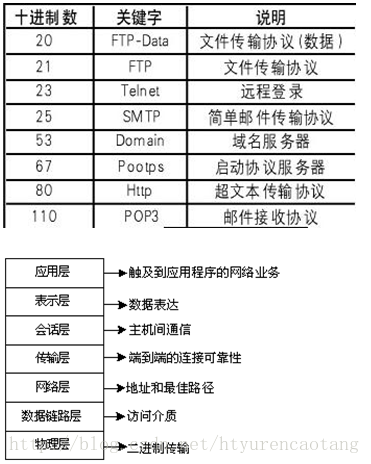 十进制数 关键字 说明
20 FTP-Data 文件传输协议(数据)
21 FTP 文件传输协议
23 Telnet 远程登录
25 SMTP 简单邮件传输协议
53 Domain 域名服务器
67 Pootps 启动协议服务器
80 Http 超文本传输协议
110 POP3 邮件接收协议
应用层 触及到应用程序的网络业务
表示层 数据表达
会话层 主机间通信
传输层 端到端的连接可靠性
网络层 地址和最佳路径
数据链路层 访问介质
物理层 二进制传输
http://blog.csdn.net/htyurencaotang